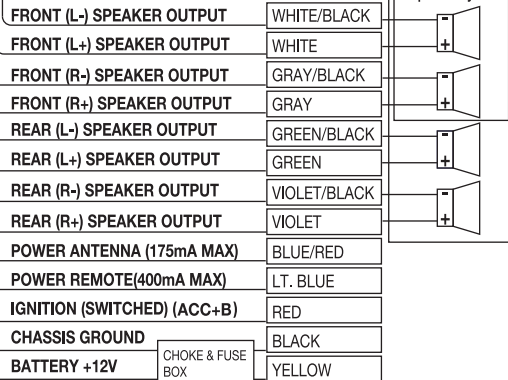 FRONT (L-) SPEAKER OUTPUT WHITE/BLACK -
FRONT (L+) SPEAKER OUTPUT WHITE +
FRONT (R-) SPEAKER OUTPUT GRAY/BLACK -
FRONT (R+) SPEAKER OUTPUT GRAY +
REAR (L-) SPEAKER OUTPUT GREEN/BLACK -
REAR (L+) SPEAKER OUTPUT GREEN +
REAR (R-) SPEAKER OUTPUT VIOLET/BLACK -
REAR (R+) SPEAKER OUTPUT VIOLET +
POWER ANTENNA (175mA MAX) BLUE/RED
POWER REMOTE(400mA MAX) LT. BLUE
IGNITION (SWITCHED) (ACC+B) RED
CHASSIS GROUND BLACK
BATTERY +12V CHOKE & FUSE
BOX YELLOW